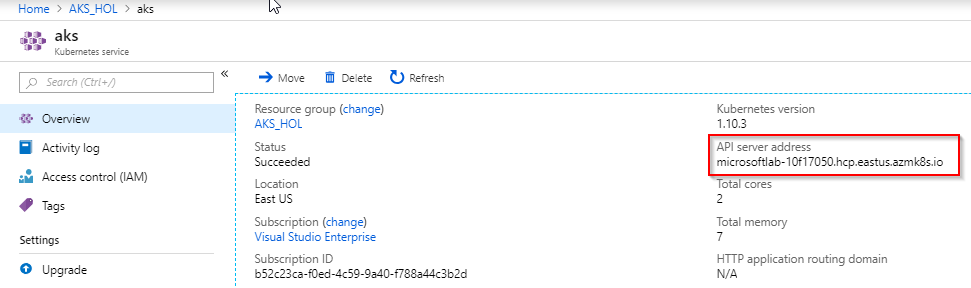 Home > AKS_HOL > aks
aks
Kubernetes service
Search (Ctrl+/)
«
Overview
Activity log
Access control (IAM)
Tags
Settings
Upgrade
Move Delete Refresh
Resource group (change)
AKS_HOL
Status
Succeeded
Location
East US
Subscription (change)
Visual Studio Enterprise
Subscription ID
b52c23ca-f0ed-4c59-9a40-f788a44c3b2d
Kubernetes version
1.10.3
API server address
microsoftlab-10f17050.hcp.eastus.azmk8s.io
Total cores
2
Total memory
7
HTTP application routing domain
N/A